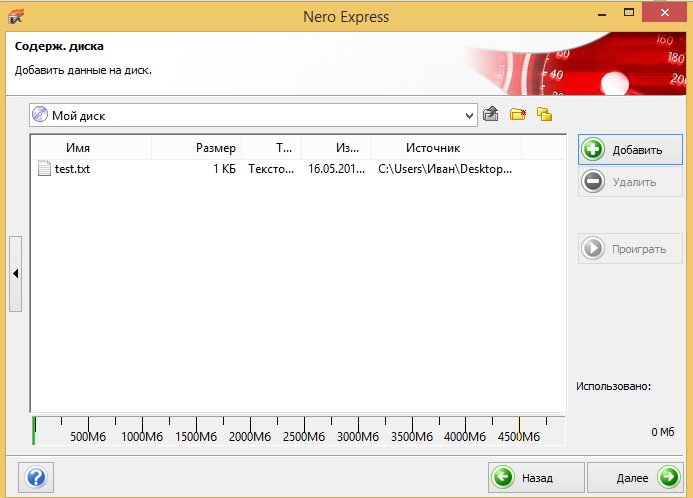 Nero Express
Содерж. диска
Добавить данные на диск.
160
180
60
40
200
20
Мой диск
Имя Размер Т... Из... Источник
test.txt 1 КБ Тексто... 16.05.201... C:\Users\Иван\Desktop...
Добавить
Удалить
Проиграть
Использовано:
500Мб 1000Мб 1500Мб 2000Мб 2500Мб 3000Мб 3500Мб 4000Мб 4500Мб
0 Мб
? Назад Далее